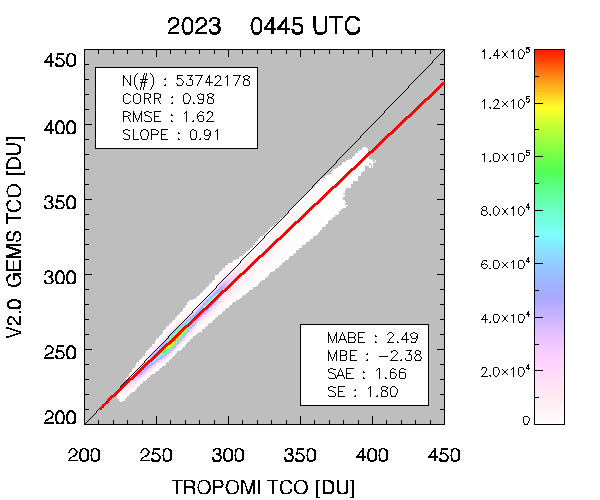 2023 0445 UTC
N(#) : 53742178
CORR : 0.98
RMSE : 1.62
SLOPE : 0.91
MABE : 2.49
MBE : −2.38
SAE : 1.66
SE : 1.80
V2.0 GEMS TCO [DU]
450
400
350
300
250
200
200 250 300 350 400 450
TROPOMI TCO [DU]
1.4×10⁵
1.2×10⁵
1.0×10⁵
8.0×10⁴
6.0×10⁴
4.0×10⁴
2.0×10⁴
0